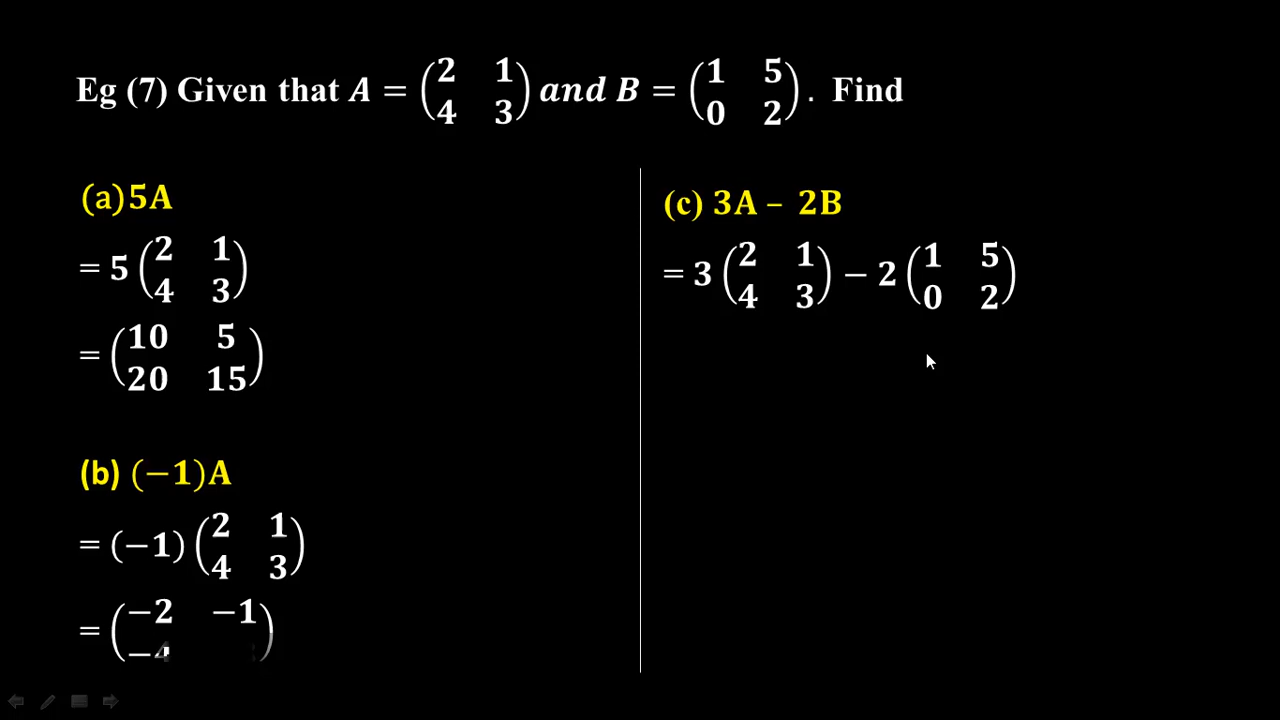 Eg (7) Given that A = (2 1 / 4 3) and B = (1 5 / 0 2). Find
(a) 5A
= 5 (2 1 / 4 3)
= (10 5 / 20 15)
(b) (−1)A
= (−1) (2 1 / 4 3)
= (−2 −1 / −4
(c) 3A – 2B
= 3 (2 1 / 4 3) − 2 (1 5 / 0 2)